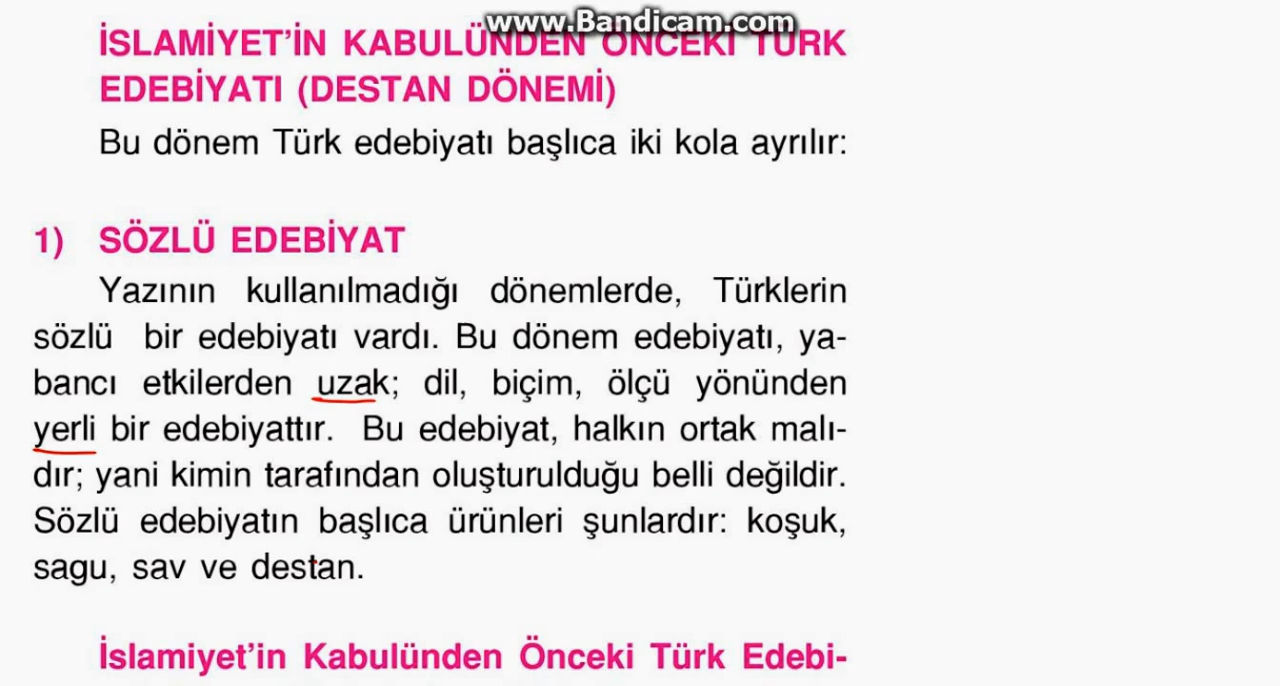 www.Bandicam.com
İSLAMİYET'İN KABULÜNDEN ÖNCEKİ TÜRK
EDEBİYATI (DESTAN DÖNEMİ)
Bu dönem Türk edebiyatı başlıca iki kola ayrılır:
1) SÖZLÜ EDEBİYAT
Yazının kullanılmadığı dönemlerde, Türklerin
sözlü bir edebiyatı vardı. Bu dönem edebiyatı, ya-
bancı etkilerden uzak; dil, biçim, ölçü yönünden
yerli bir edebiyattır. Bu edebiyat, halkın ortak malı-
dır; yani kimin tarafından oluşturulduğu belli değildir.
Sözlü edebiyatın başlıca ürünleri şunlardır: koşuk,
sagu, sav ve destan.
İslamiyet'in Kabulünden Önceki Türk Edebi-